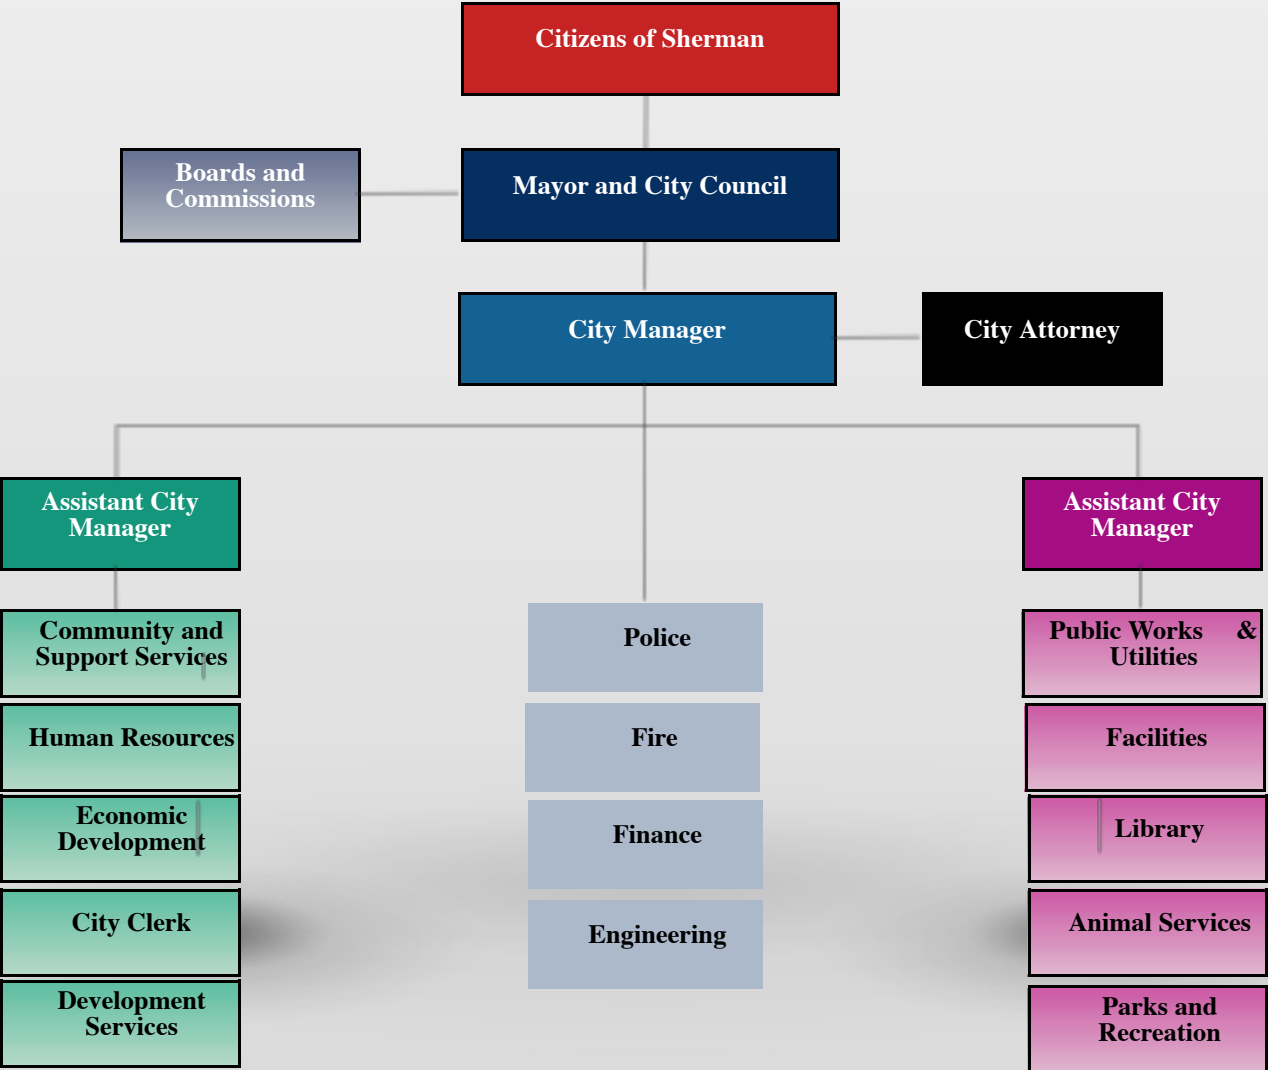 Citizens of Sherman
Boards and
Commissions
Mayor and City Council
City Manager
City Attorney
Assistant City
Manager
Assistant City
Manager
Community and
Support Services
Human Resources
Economic
Development
City Clerk
Development
Services
Police
Fire
Finance
Engineering
Public Works &
Utilities
Facilities
Library
Animal Services
Parks and
Recreation